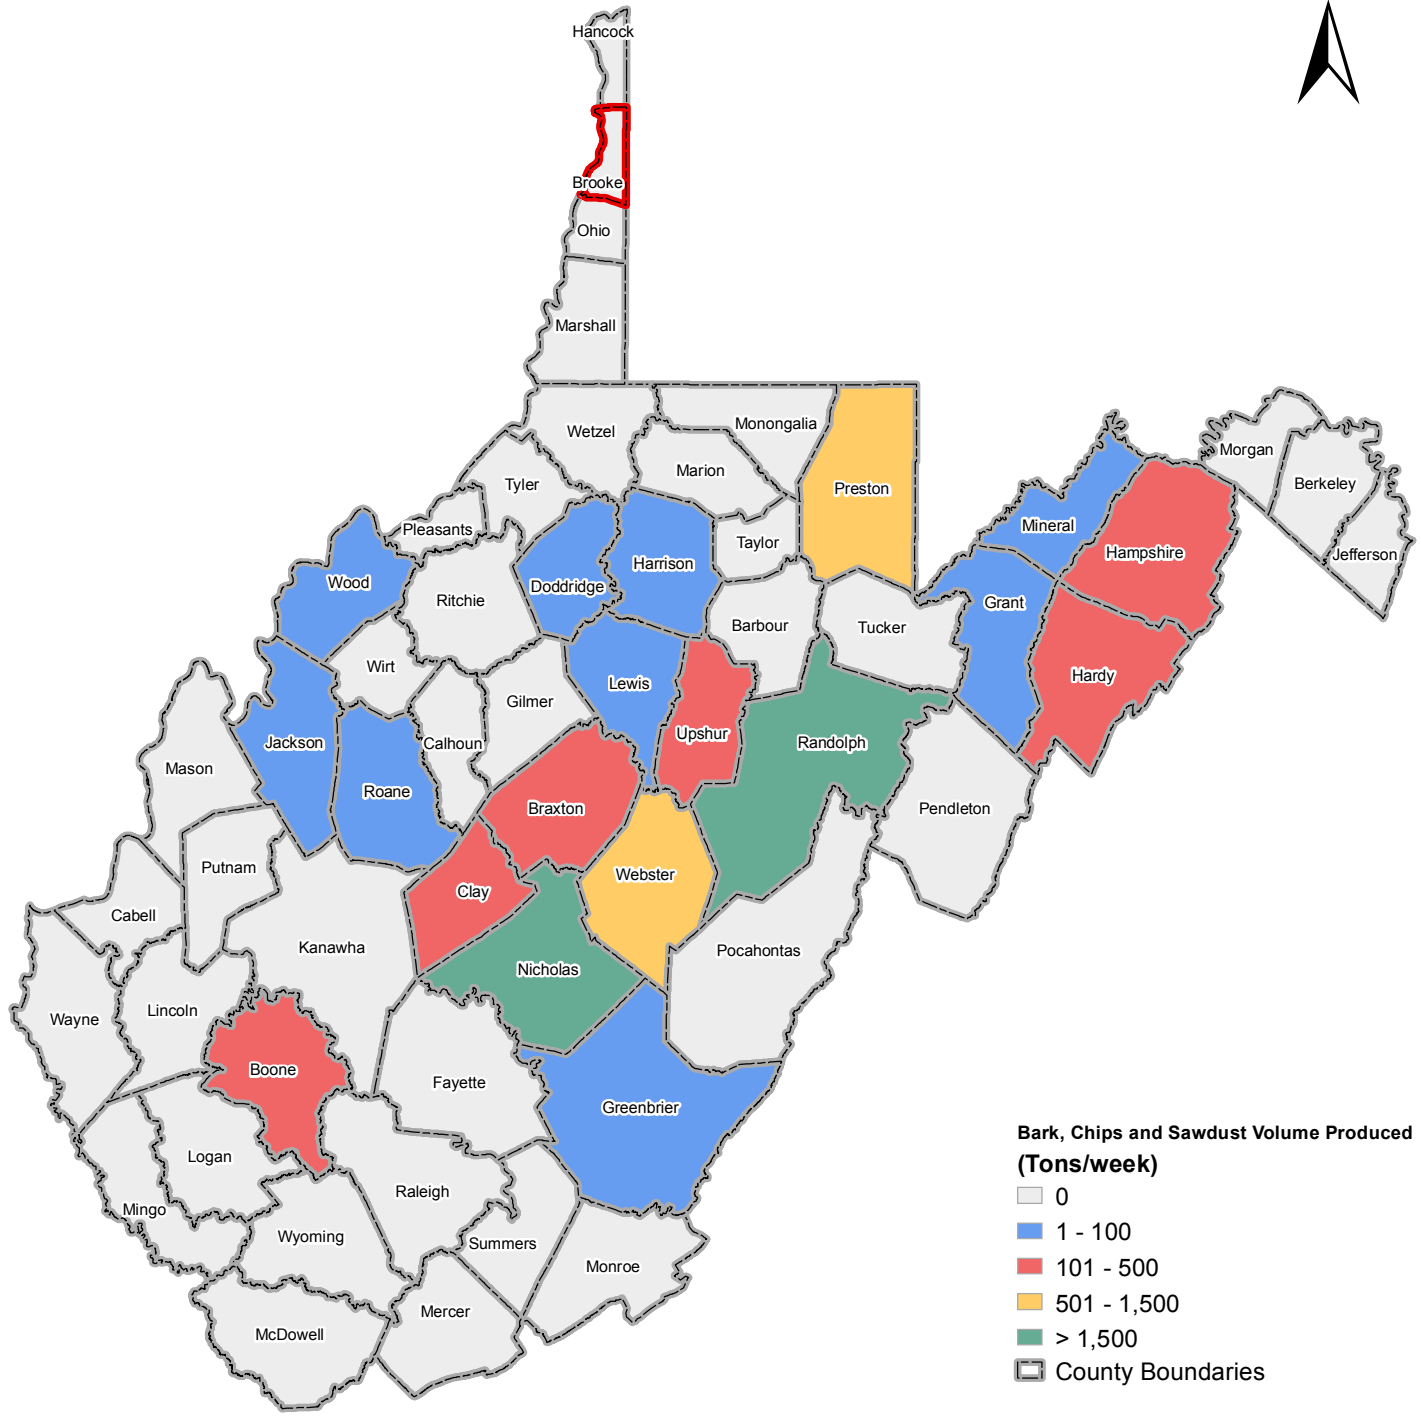 Hancock
Brooke
Ohio
Marshall
Wetzel
Monongalia
Marion
Tyler
Preston
Morgan
Berkeley
Pleasants
Mineral
Taylor
Hampshire
Jefferson
Harrison
Wood
Doddridge
Ritchie
Grant
Barbour
Tucker
Wirt
Hardy
Lewis
Gilmer
Upshur
Jackson
Calhoun
Randolph
Mason
Roane
Braxton
Pendleton
Putnam
Webster
Clay
Cabell
Kanawha
Pocahontas
Nicholas
Lincoln
Wayne
Boone
Fayette
Greenbrier
Logan
Raleigh
Mingo
Wyoming
Summers
Monroe
Mercer
McDowell
Bark, Chips and Sawdust Volume Produced
(Tons/week)
0
1 - 100
101 - 500
501 - 1,500
> 1,500
County Boundaries